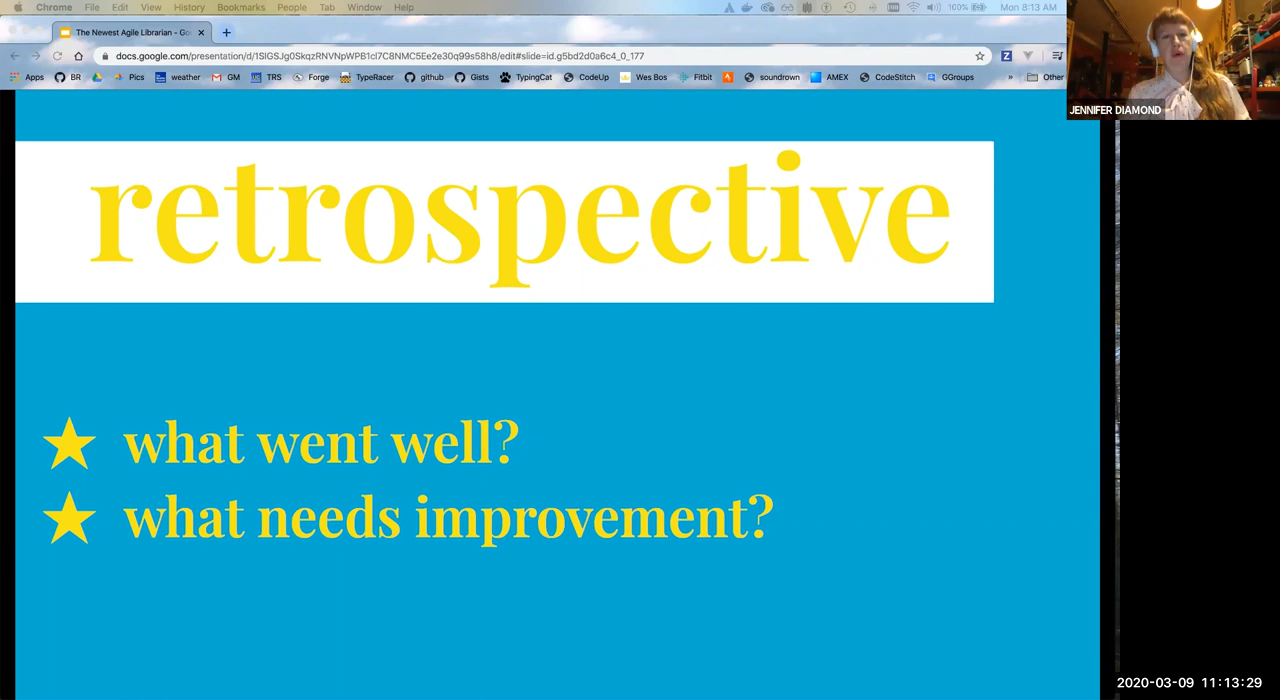 Chrome File Edit View History Bookmarks People Tab Window Help 100% Mon 8:13 AM
The Newest Agile Librarian - Go
docs.google.com/presentation/d/1SlGSJg0SkqzRNVNpWPB1cl7C8NMC5Ee2e30q99s58h8/edit#slide=id.g5bd2d0a6c4_0_177
Apps BR Pics weather GM TRS Forge TypeRacer github Gists TypingCat CodeUp Wes Bos Fitbit soundrown AMEX CodeStitch GGroups » Other
JENNIFER DIAMOND
retrospective
★ what went well?
★ what needs improvement?
2020-03-09 11:13:29